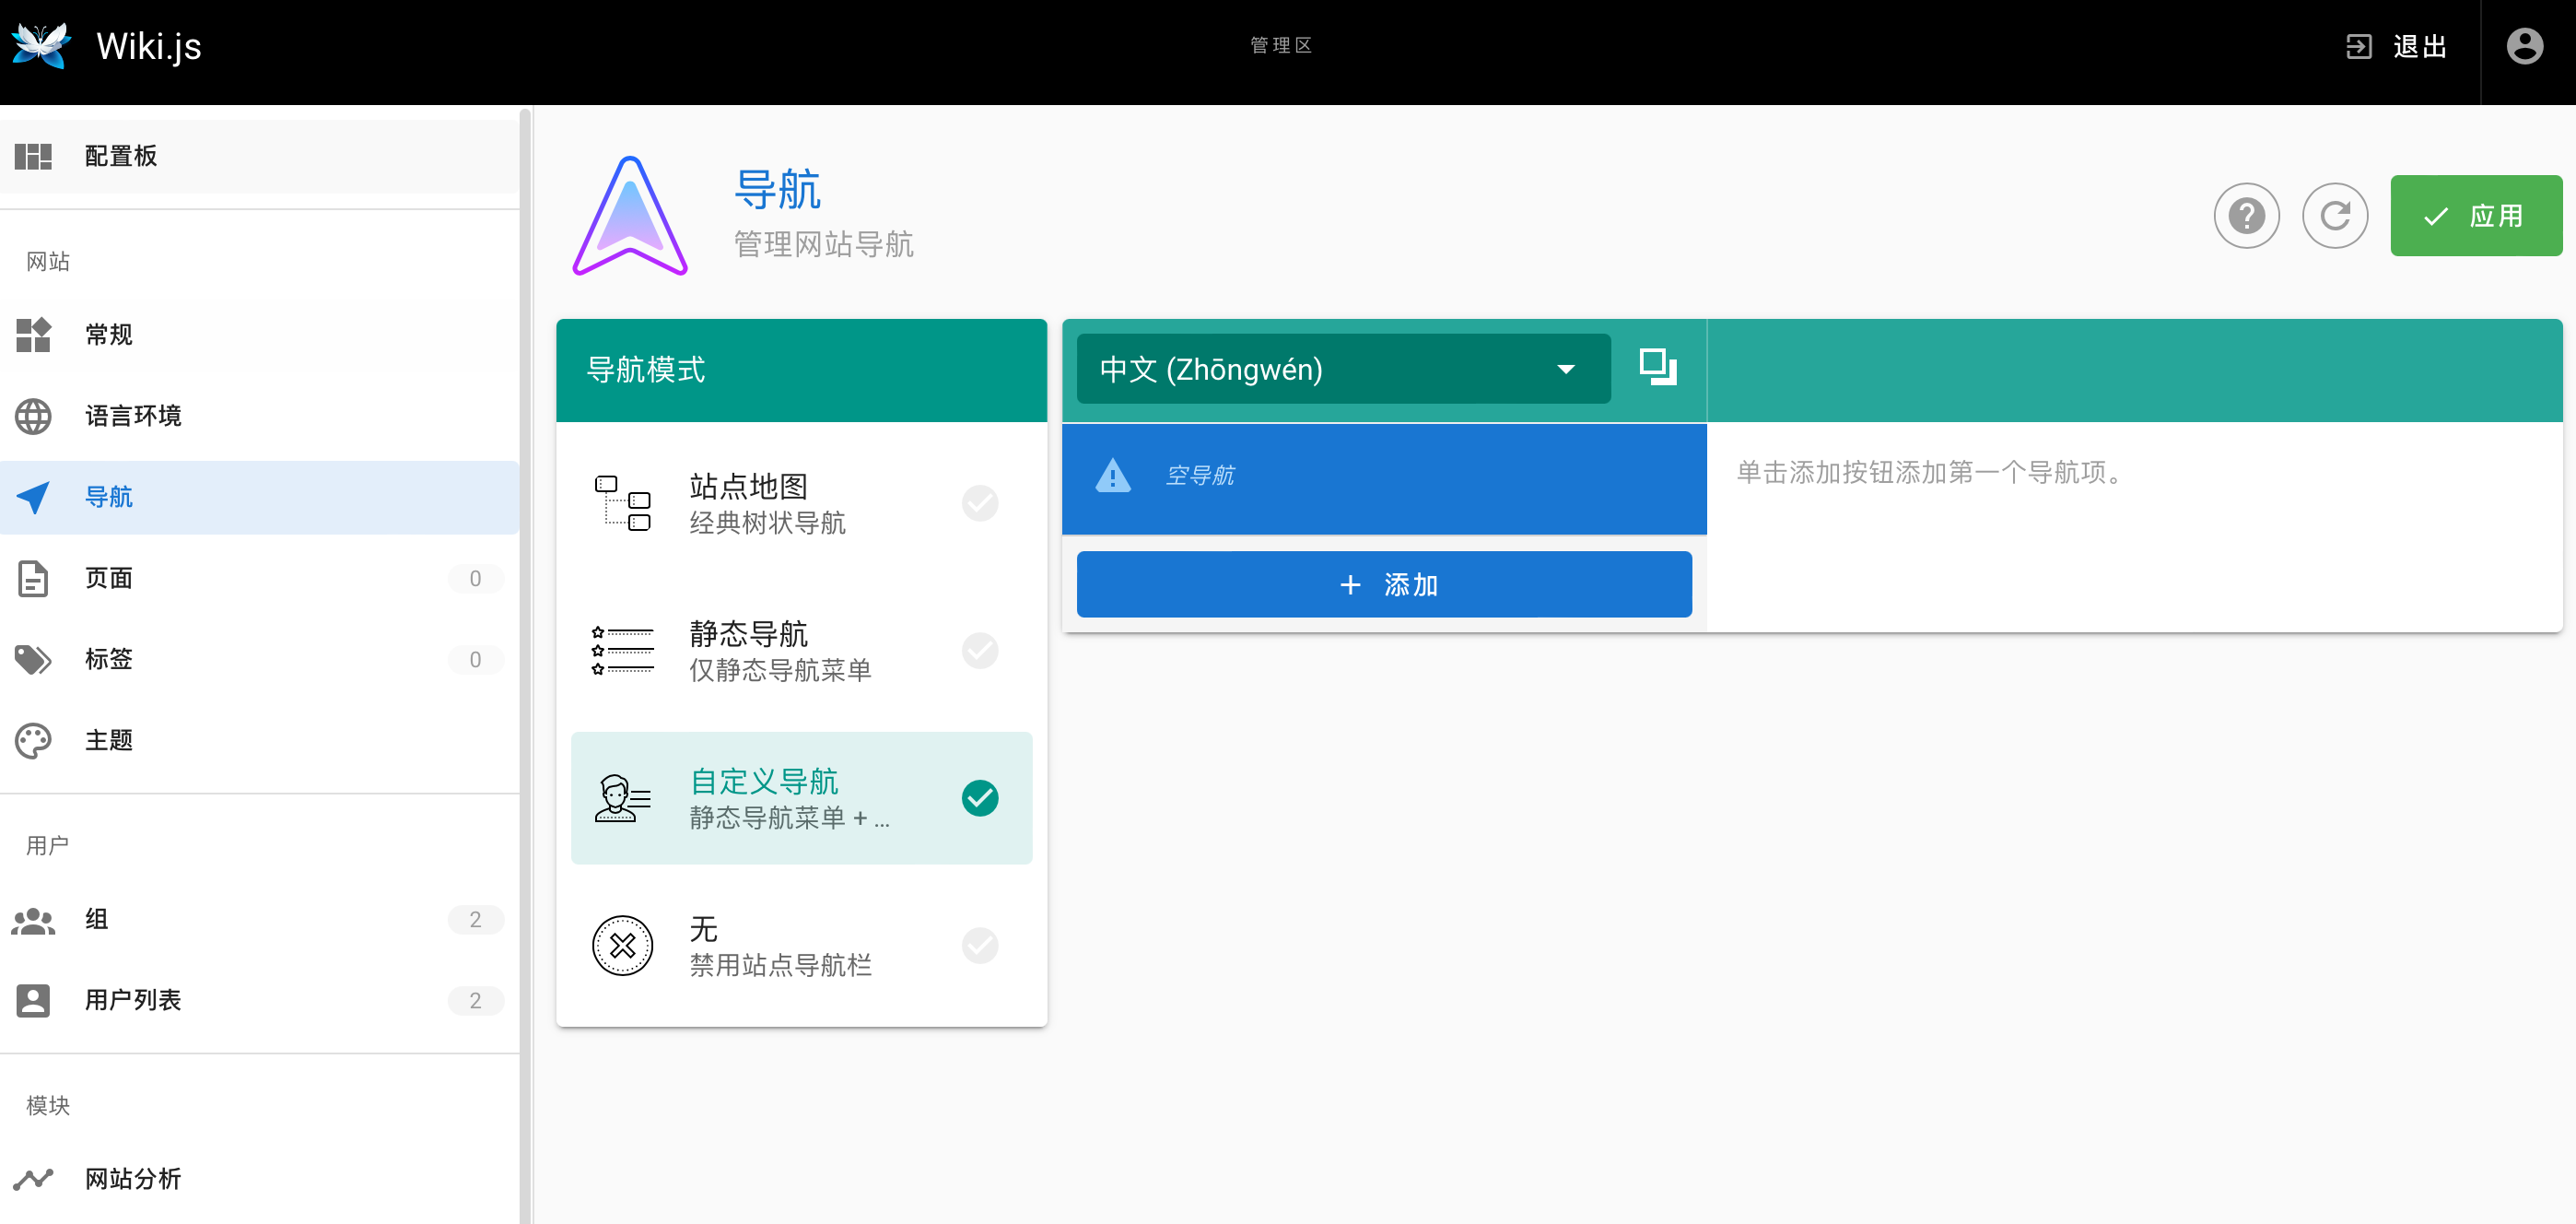 Wiki.js
管理区
退出
配置板
网站
常规
语言环境
导航
页面 0
标签 0
主题
用户
组 2
用户列表 2
模块
网站分析
导航
管理网站导航
应用
导航模式
站点地图
经典树状导航
静态导航
仅静态导航菜单
自定义导航
静态导航菜单 + ...
无
禁用站点导航栏
中文 (Zhōngwén)
空导航
添加
单击添加按钮添加第一个导航项。